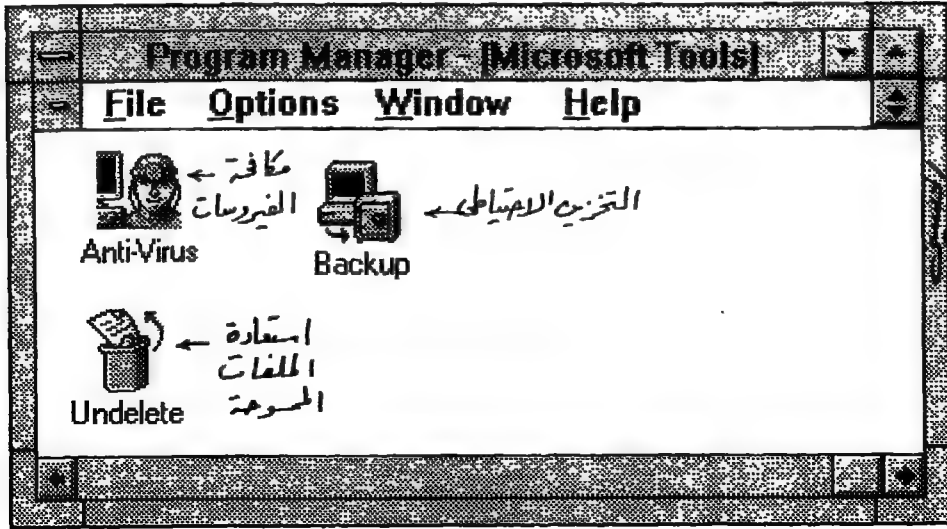 Program Manager - [Microsoft Tools]
File Options Window Help
مكافحة
الفيروسات
Anti-Virus
التخزين الاحتياطي
Backup
استعادة
الملفات
الممسوحة
Undelete